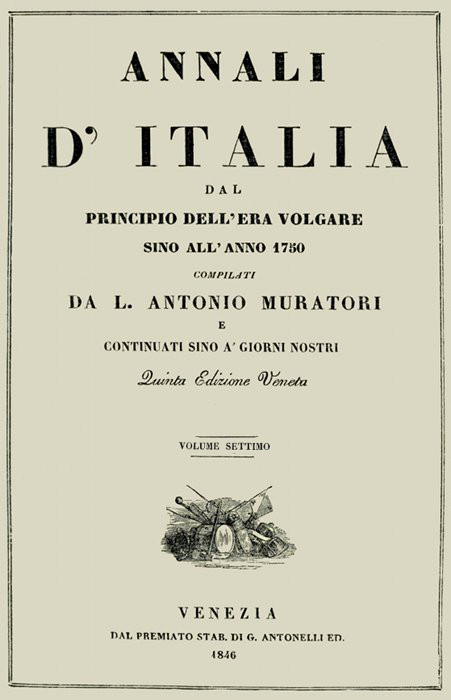 ANNALI
D' ITALIA
DAL
PRINCIPIO DELL'ERA VOLGARE
SINO ALL'ANNO 1750
COMPILATI
DA L. ANTONIO MURATORI
E
CONTINUATI SINO A' GIORNI NOSTRI
Quinta Edizione Veneta
VOLUME SETTIMO
VENEZIA
DAL PREMIATO STAB. DI G. ANTONELLI ED.
1846